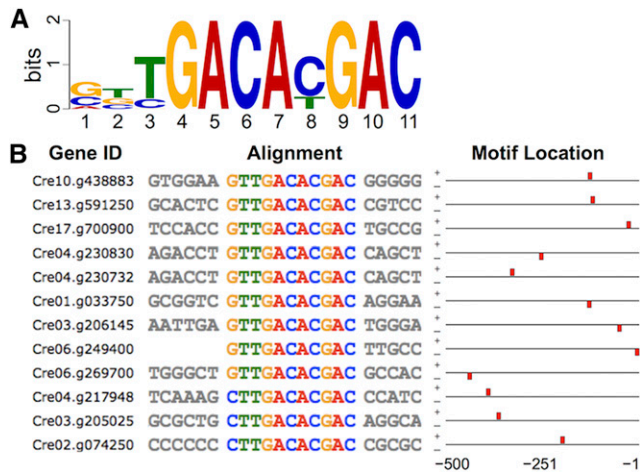 A
2
1
0
bits
GTTGACACGAC
CGC T
AC
1 2 3 4 5 6 7 8 9 10 11
B
Gene ID Alignment Motif Location
Cre10.g438883 GTGGAA GTTGACACGAC GGGGG + _
Cre13.g591250 GCACTC GTTGACACGAC CGTCC + _
Cre17.g700900 TCCACC GTTGACACGAC TGCCG + _
Cre04.g230830 AGACCT GTTGACACGAC CAGCT + _
Cre04.g230732 AGACCT GTTGACACGAC CAGCT + _
Cre01.g033750 GCGGTC GTTGACACGAC AGGAA + _
Cre03.g206145 AATTGA GTTGACACGAC TGGGA + _
Cre06.g249400 GTTGACACGAC TTGCC + _
Cre06.g269700 TGGGCT GTTGACACGAC GCCAC + _
Cre04.g217948 TCAAAG CTTGACACGAC CCATC + _
Cre03.g205025 GCGCTG CTTGACACGAC AGGCA + _
Cre02.g074250 CCCCCC CTTGACACGAC CGCGC + _
−500 −251 −1